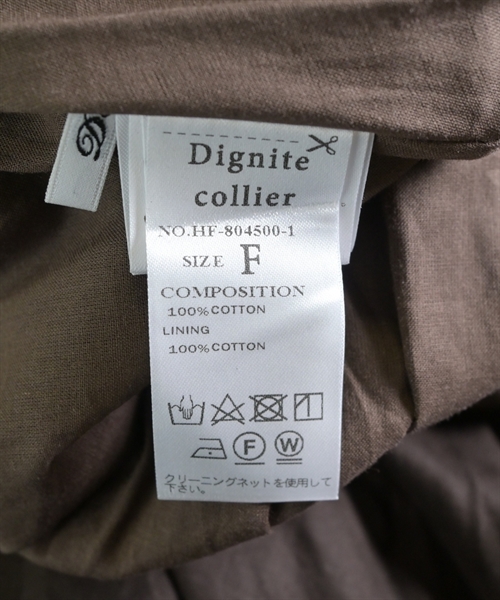 Dignite
collier
NO.HF-804500-1
SIZE F
COMPOSITION
100%COTTON
LINING
100%COTTON
F W
クリーニングネットを使用して
下さい。